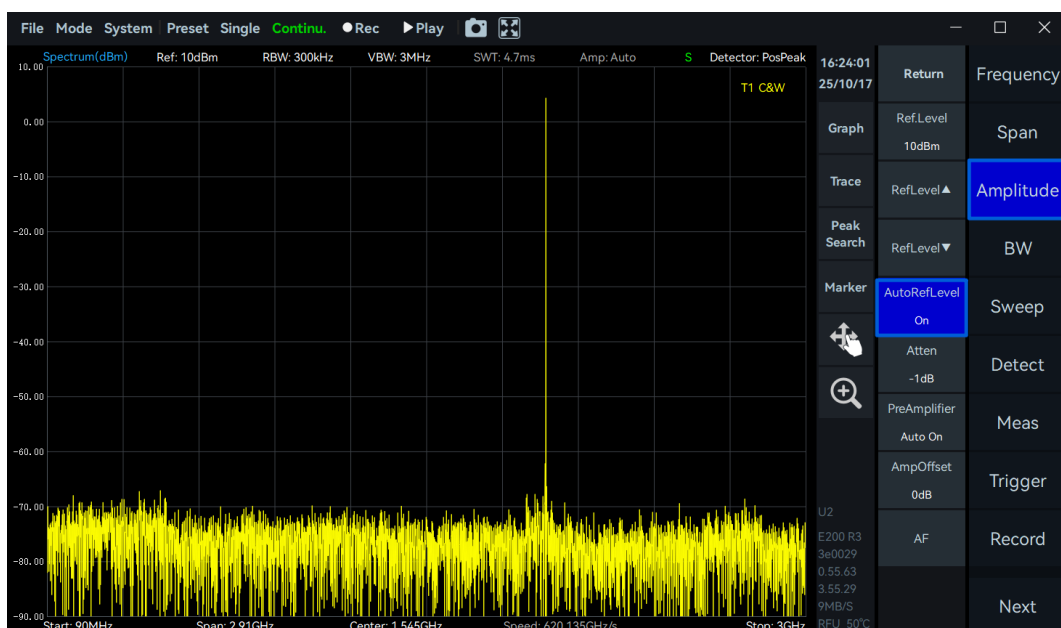 File Mode System Preset Single Continu. Rec Play
Spectrum(dBm) Ref: 10dBm RBW: 300kHz VBW: 3MHz SWT: 4.7ms Amp: Auto S Detector: PosPeak
T1 C&W
10.00
0.00
-10.00
-20.00
-30.00
-40.00
-50.00
-60.00
-70.00
-80.00
-90.00
Start: 90MHz Span: 2.91GHz Center: 1.545GHz Speed: 620.135GHz/s Stop: 3GHz
16:24:01
25/10/17
Graph
Trace
Peak
Search
Marker
U2
E200 R3
3e0029
0.55.63
3.55.29
9MB/S
RFU 50°C
Return
Ref.Level
10dBm
RefLevel▲
RefLevel▼
AutoRefLevel
On
Atten
-1dB
PreAmplifier
Auto On
AmpOffset
0dB
AF
Frequency
Span
Amplitude
BW
Sweep
Detect
Meas
Trigger
Record
Next